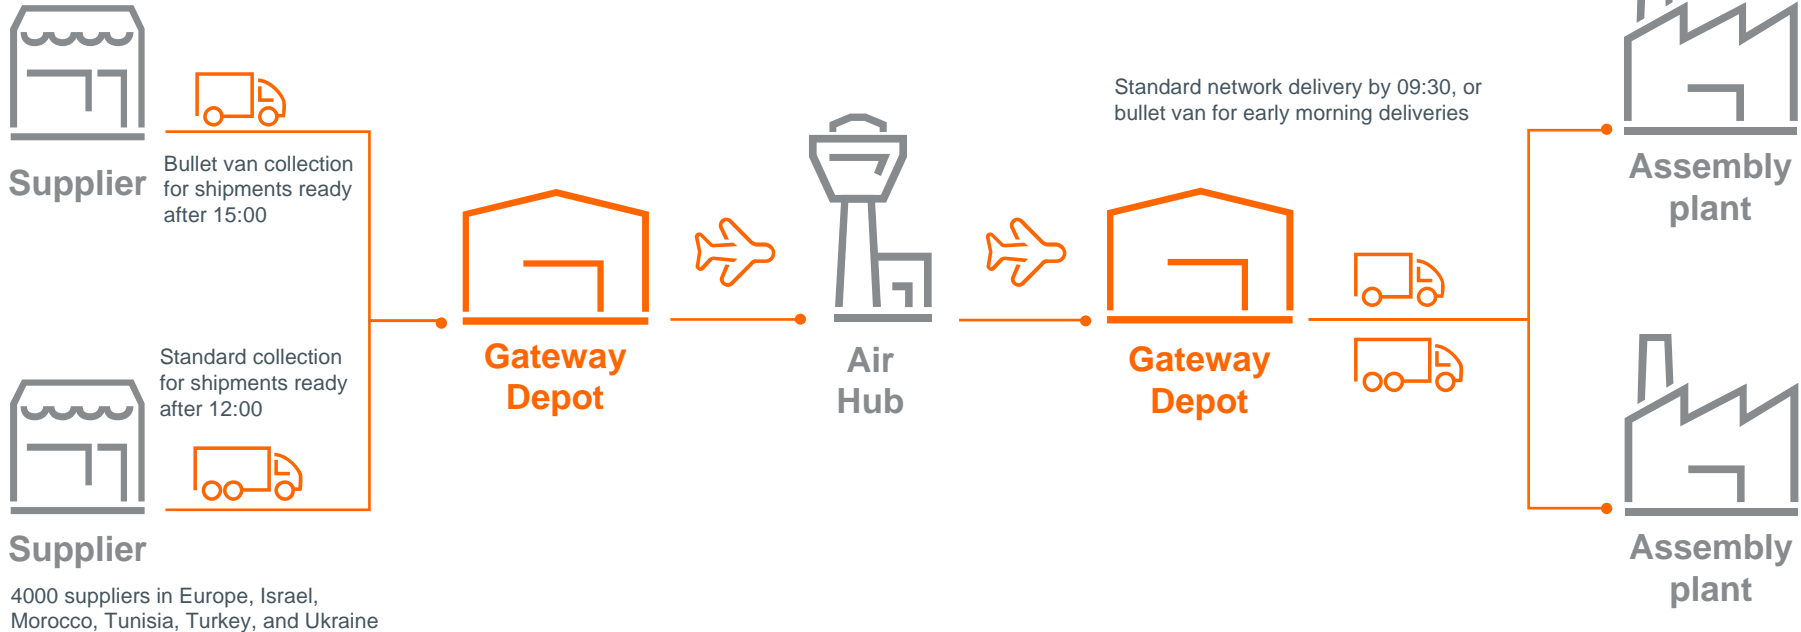 Supplier
Bullet van collection
for shipments ready
after 15:00
Standard collection
for shipments ready
after 12:00
Supplier
4000 suppliers in Europe, Israel,
Morocco, Tunisia, Turkey, and Ukraine
Gateway
Depot
Air
Hub
Gateway
Depot
Standard network delivery by 09:30, or
bullet van for early morning deliveries
Assembly
plant
Assembly
plant